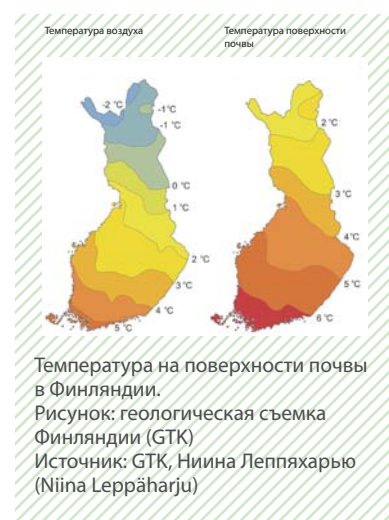 Температура воздуха
Температура поверхности
почвы
-2 °C
-1°C
-1 °C
0 °C
1 °C
2 °C
3 °C
4 °C
5 °C
2 °C
3 °C
4 °C
5 °C
6 °C
Температура на поверхности почвы
в Финляндии.
Рисунок: геологическая съемка
Финляндии (GTK)
Источник: GTK, Ниина Леппяхарью
(Niina Leppäharju)